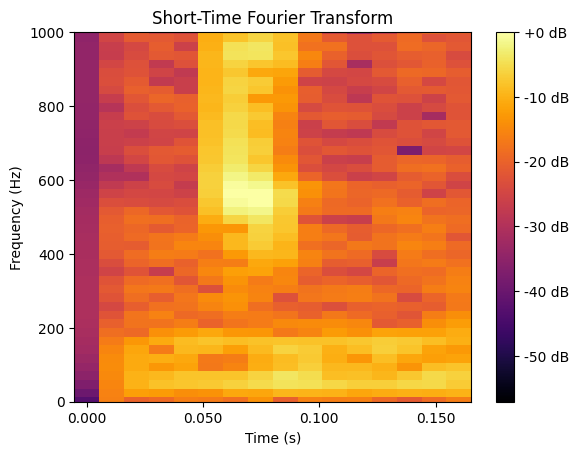 Short-Time Fourier Transform
1000
800
600
400
200
0
Frequency (Hz)
0.000
0.050
0.100
0.150
Time (s)
+0 dB
-10 dB
-20 dB
-30 dB
-40 dB
-50 dB